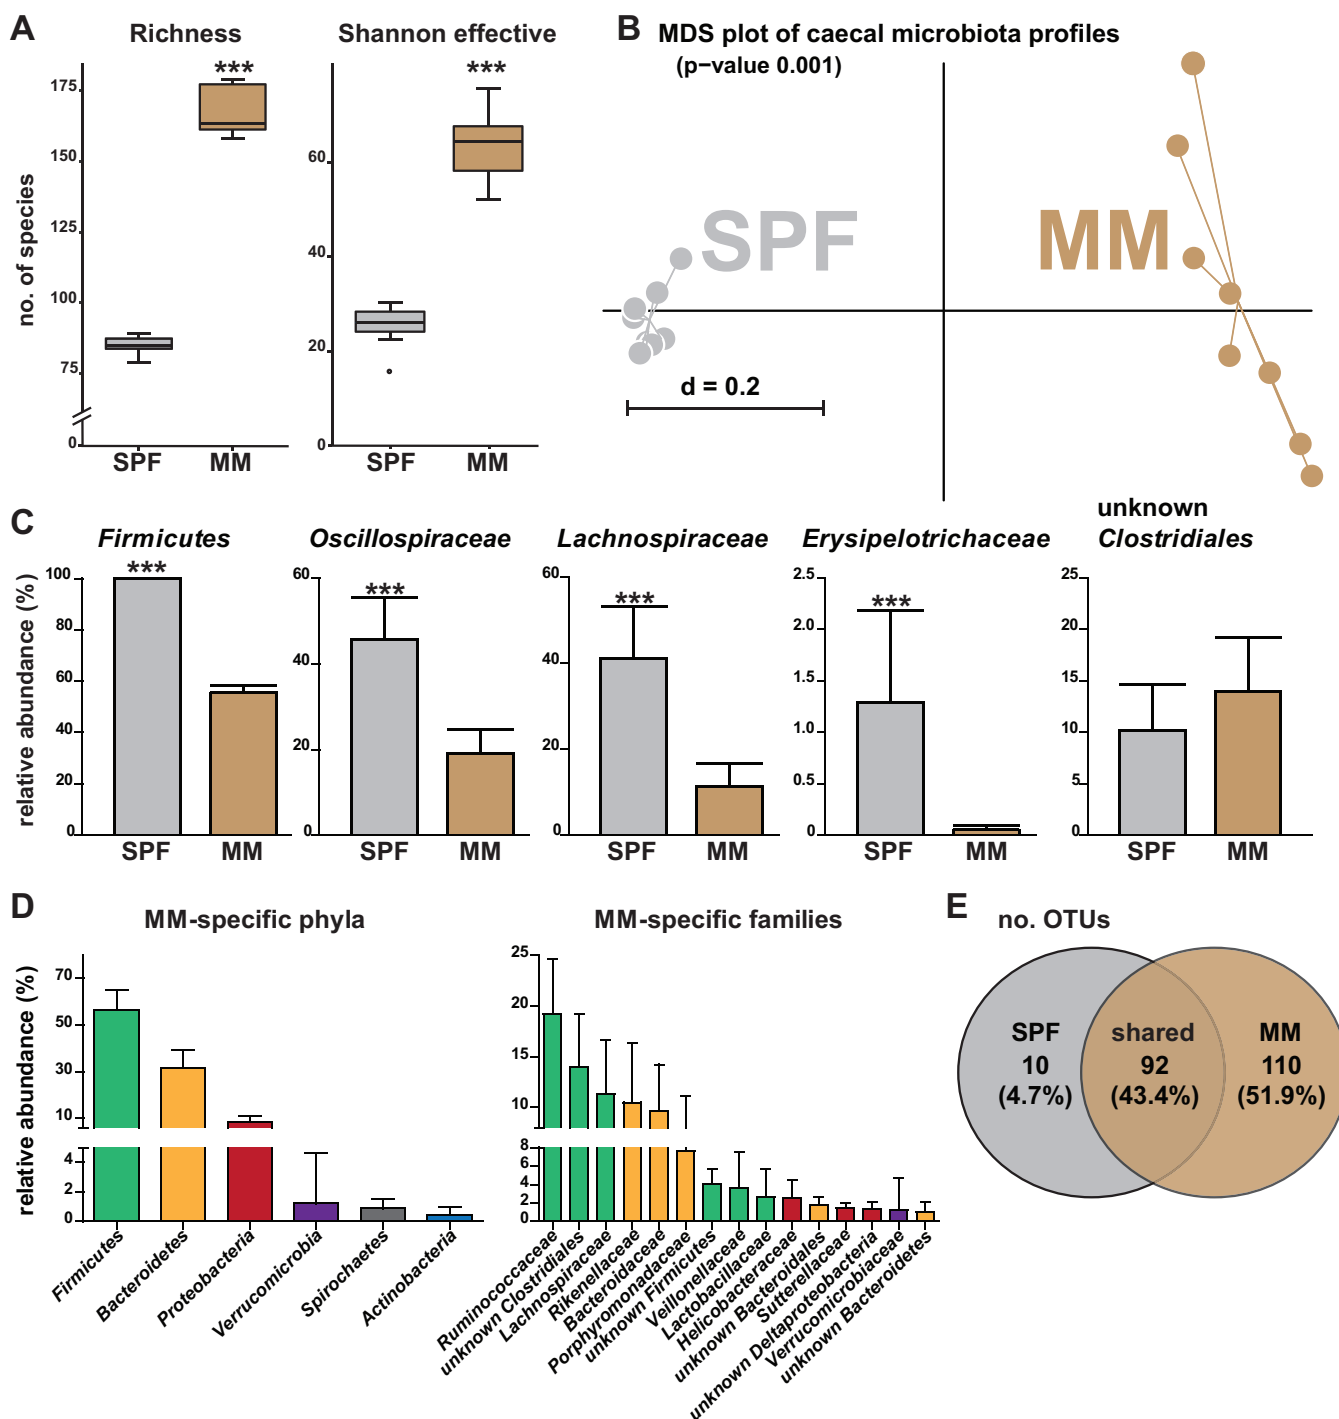 A
Richness
Shannon effective
***
***
no. of species
175
150
125
100
75
0
60
40
20
0
SPF
MM
SPF
MM
B
MDS plot of caecal microbiota profiles
(p−value 0.001)
SPF
MM
d = 0.2
C
Firmicutes
Oscillospiraceae
Lachnospiraceae
Erysipelotrichaceae
unknown
Clostridiales
***
***
***
***
relative abundance (%)
100
80
60
40
20
0
60
40
20
0
60
40
20
0
2.5
2.0
1.5
1.0
0.5
0
25
20
15
10
5
0
SPF
MM
SPF
MM
SPF
MM
SPF
MM
SPF
MM
D
MM-specific phyla
relative abundance (%)
70
50
30
10
4
2
0
Firmicutes
Bacteroidetes
Proteobacteria
Verrucomicrobia
Spirochaetes
Actinobacteria
MM-specific families
25
20
15
10
8
6
4
2
0
Ruminococcaceae
unknown Clostridiales
Lachnospiraceae
Rikenellaceae
Bacteroidaceae
Porphyromonadaceae
unknown Firmicutes
Veillonellaceae
Lactobacillaceae
Helicobacteraceae
unknown Bacteroidales
Sutterellaceae
unknown Deltaproteobacteria
Verrucomicrobiaceae
unknown Bacteroidetes
E
no. OTUs
SPF
10
(4.7%)
shared
92
(43.4%)
MM
110
(51.9%)